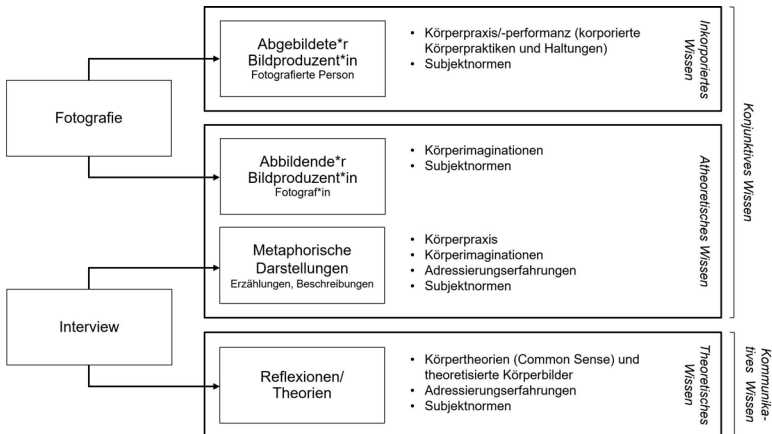 Fotografie
Abgebildete*r
Bildproduzent*in
Fotografierte Person
• Körperpraxis/-performanz (korporierte
Körperpraktiken und Haltungen)
• Subjektnormen
Inkorporiertes
Wissen
Abbildende*r
Bildproduzent*in
Fotograf*in
• Körperimaginationen
• Subjektnormen
Atheoretisches Wissen
Konjunktives Wissen
Interview
Metaphorische
Darstellungen
Erzählungen, Beschreibungen
• Körperpraxis
• Körperimaginationen
• Adressierungserfahrungen
• Subjektnormen
Reflexionen/
Theorien
• Körpertheorien (Common Sense) und
theoretisierte Körperbilder
• Adressierungserfahrungen
• Subjektnormen
Theoretisches
Wissen
Kommunika-
tives Wissen